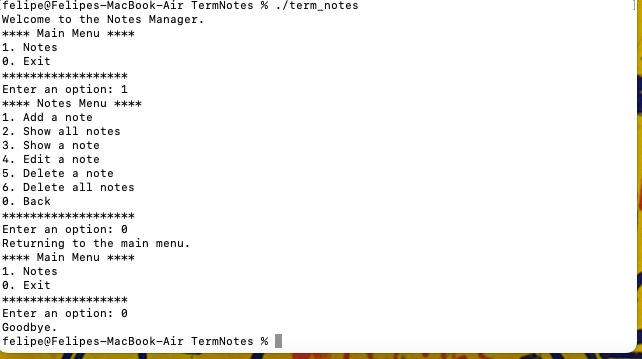 [felipe@Felipes-MacBook-Air TermNotes % ./term_notes ]
Welcome to the Notes Manager.
**** Main Menu ****
1. Notes
0. Exit
******************
Enter an option: 1
**** Notes Menu ****
1. Add a note
2. Show all notes
3. Show a note
4. Edit a note
5. Delete a note
6. Delete all notes
0. Back
*******************
Enter an option: 0
Returning to the main menu.
**** Main Menu ****
1. Notes
0. Exit
******************
Enter an option: 0
Goodbye.
felipe@Felipes-MacBook-Air TermNotes %